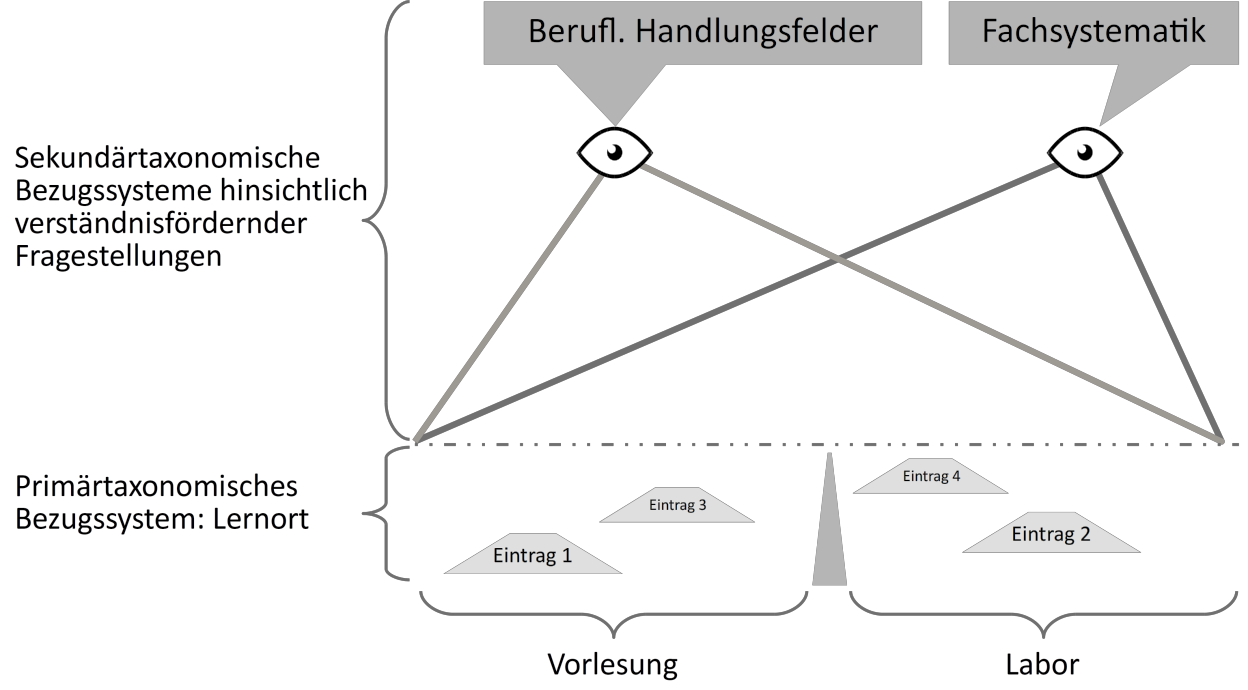 Berufl. Handlungsfelder
Fachsystematik
Sekundärtaxonomische
Bezugssysteme hinsichtlich
verständnisfördernder
Fragestellungen
Primärtaxonomisches
Bezugssystem: Lernort
Eintrag 4
Eintrag 3
Eintrag 2
Eintrag 1
Vorlesung
Labor